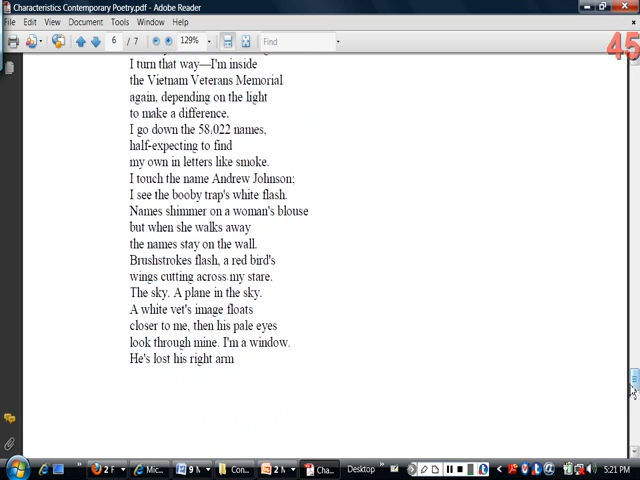 Characteristics Contemporary Poetry.pdf - Adobe Reader
File Edit View Document Tools Window Help
6 / 7 129% Find
45
I turn that way—I'm inside
the Vietnam Veterans Memorial
again, depending on the light
to make a difference.
I go down the 58,022 names,
half-expecting to find
my own in letters like smoke.
I touch the name Andrew Johnson;
I see the booby trap's white flash.
Names shimmer on a woman's blouse
but when she walks away
the names stay on the wall.
Brushstrokes flash, a red bird's
wings cutting across my stare.
The sky. A plane in the sky.
A white vet's image floats
closer to me, then his pale eyes
look through mine. I'm a window.
He's lost his right arm
2 F Mic... 9 M Con... 2 M Cha... Desktop 5:21 PM